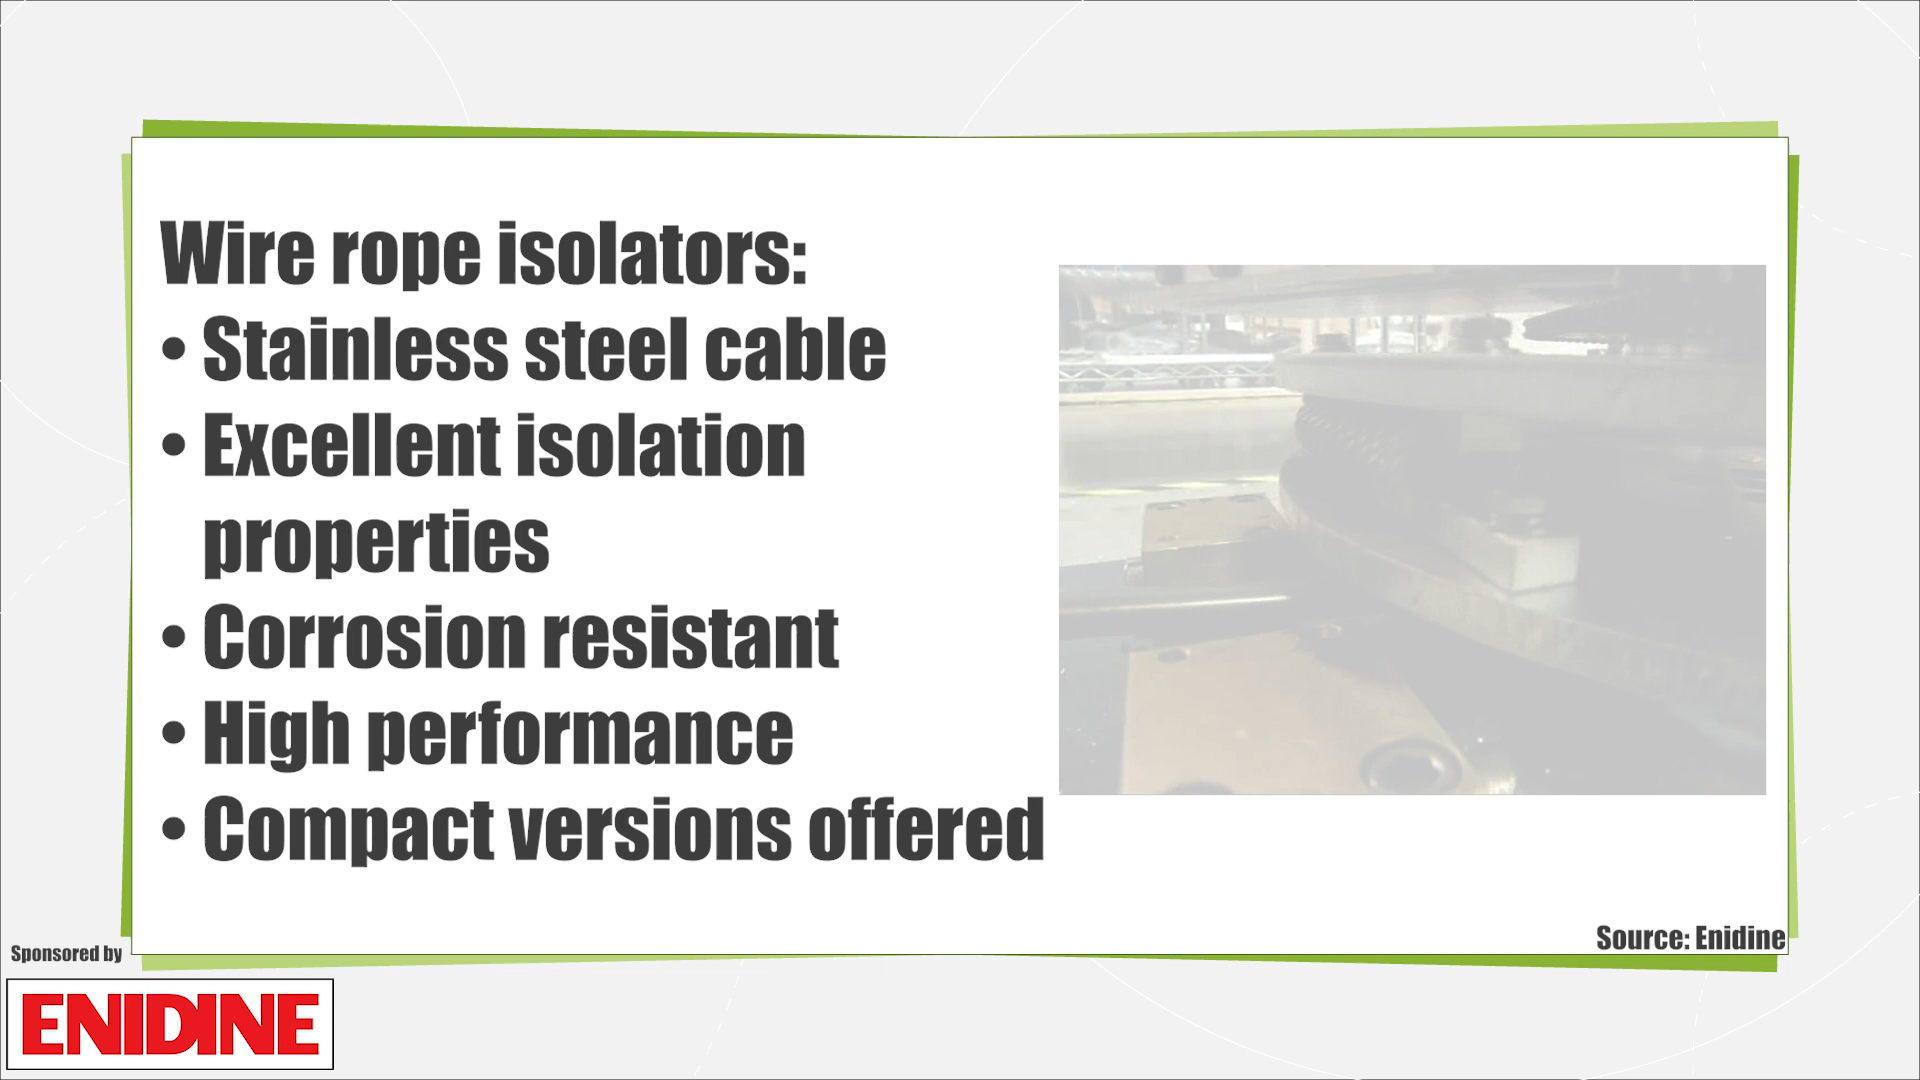 Wire rope isolators:
• Stainless steel cable
• Excellent isolation
properties
• Corrosion resistant
• High performance
• Compact versions offered
Source: Enidine
Sponsored by
ENIDINE